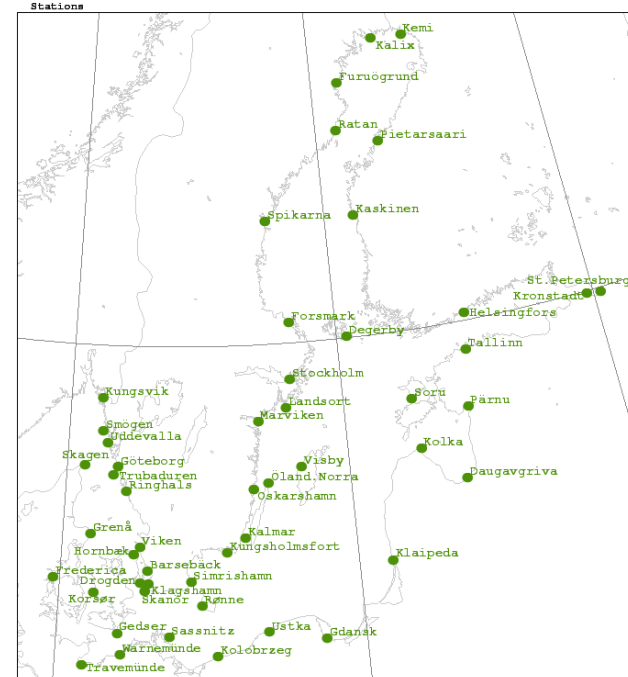 Stations
Kemi
Kalix
Furuögrund
Ratan
Pietarsaari
Kaskinen
Spikarna
St.Petersburg
Kronstadt
Forsmark
Helsingfors
Degerby
Tallinn
Stockholm
Kungsvik
Landsort
Soru
Pärnu
Marviken
Smögen
Uddevalla
Kolka
Skagen
Göteborg
Visby
Trubaduren
Öland.Norra
Daugavgriva
Ringhals
Oskarshamn
Grenå
Kalmar
Viken
Hornbæk
Kungsholmsfort
Klaipeda
Barsebäck
Frederica
Simrishamn
Drogden
Klagshamn
Korsør
Skanör
Rønne
Gedser
Sassnitz
Ustka
Gdansk
Warnemünde
Kolobrzeg
Travemünde